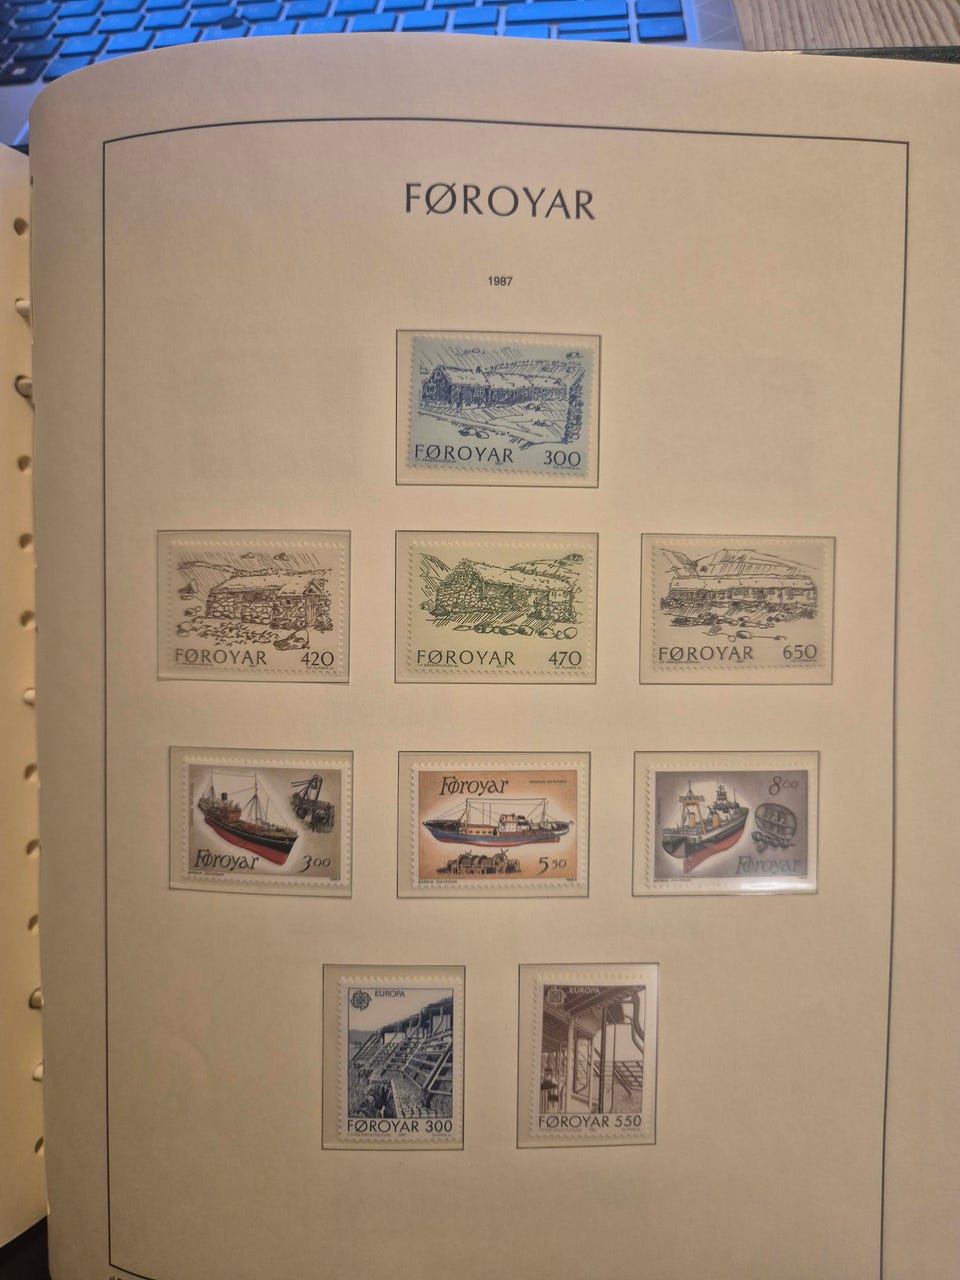 FØROYAR
1987
FØROYAR 300
FØROYAR 420
FØROYAR 470
FØROYAR 650
Føroyar 3.00
Føroyar
5.50
8.00
Føroyar
EUROPA
FØROYAR 300
EUROPA
FØROYAR 550